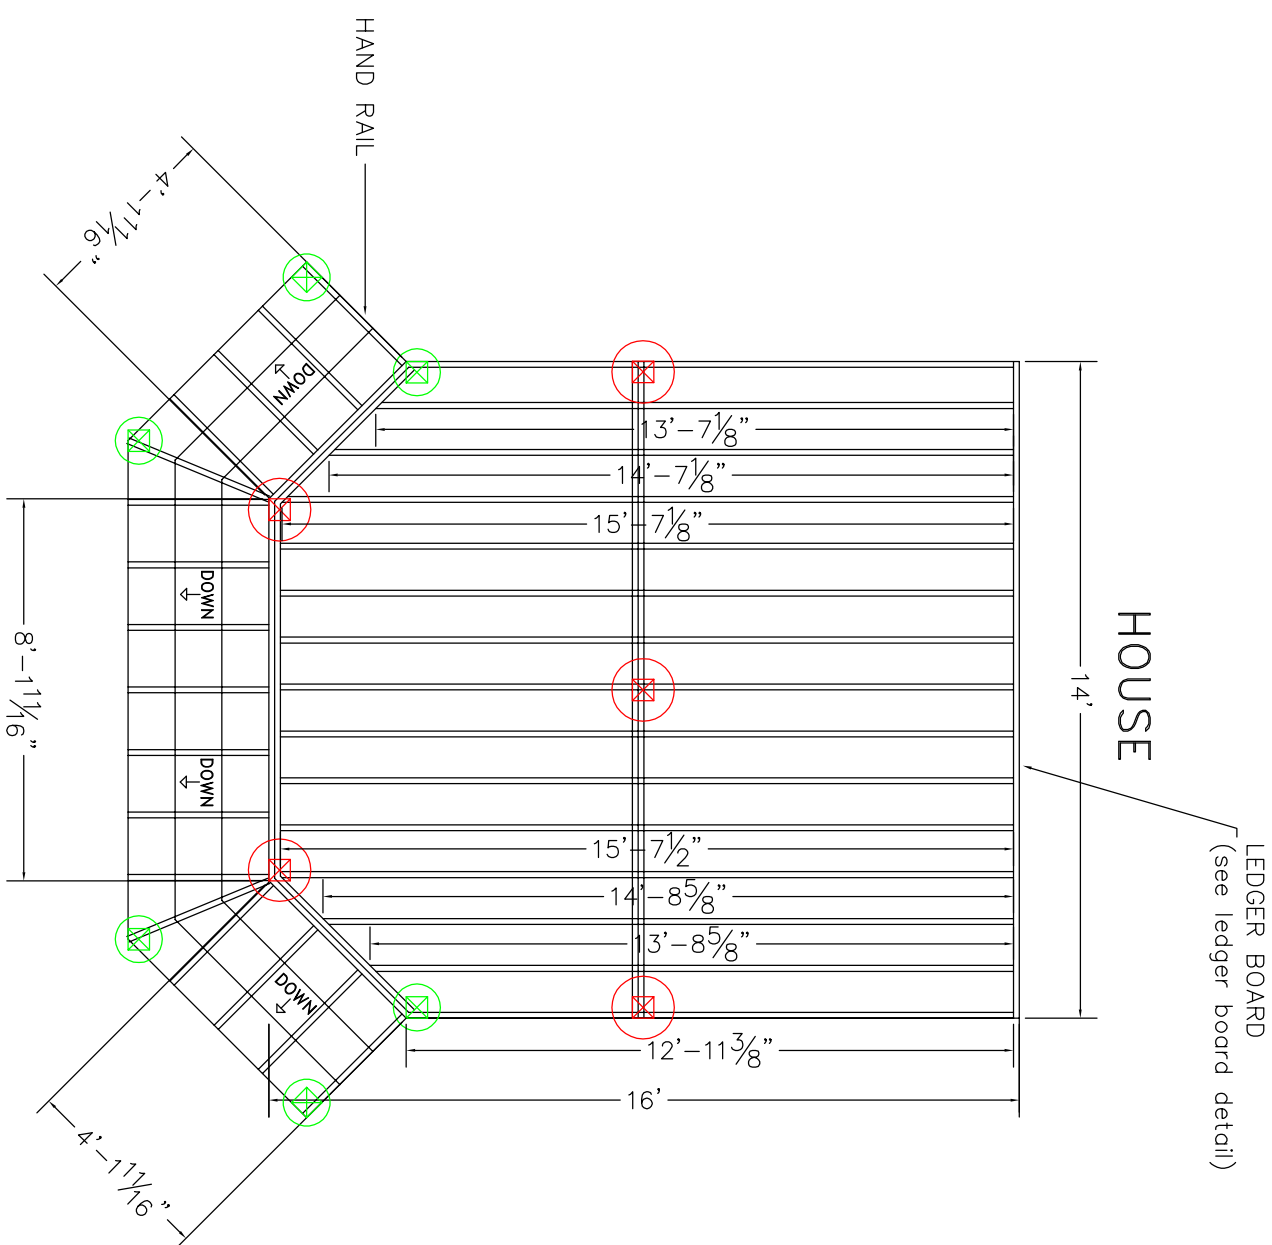 HAND RAIL
HOUSE
LEDGER BOARD
(see ledger board detail)
14'
4'-1 11/16"
13'-7 1/8"
14'-7 1/8"
15'-7 1/8"
DOWN
DOWN
DOWN
DOWN
8'-1 11/16"
15'-7 1/2"
14'-8 5/8"
13'-8 5/8"
12'-11 3/8"
16'
4'-1 11/16"